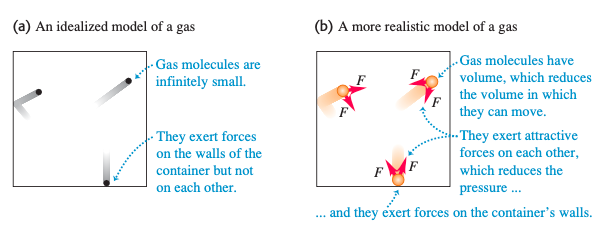 (a) An idealized model of a gas
Gas molecules are
infinitely small.
They exert forces
on the walls of the
container but not
on each other.
(b) A more realistic model of a gas
F
F
F
F
F
F
Gas molecules have
volume, which reduces
the volume in which
they can move.
They exert attractive
forces on each other,
which reduces the
pressure ...
... and they exert forces on the container’s walls.